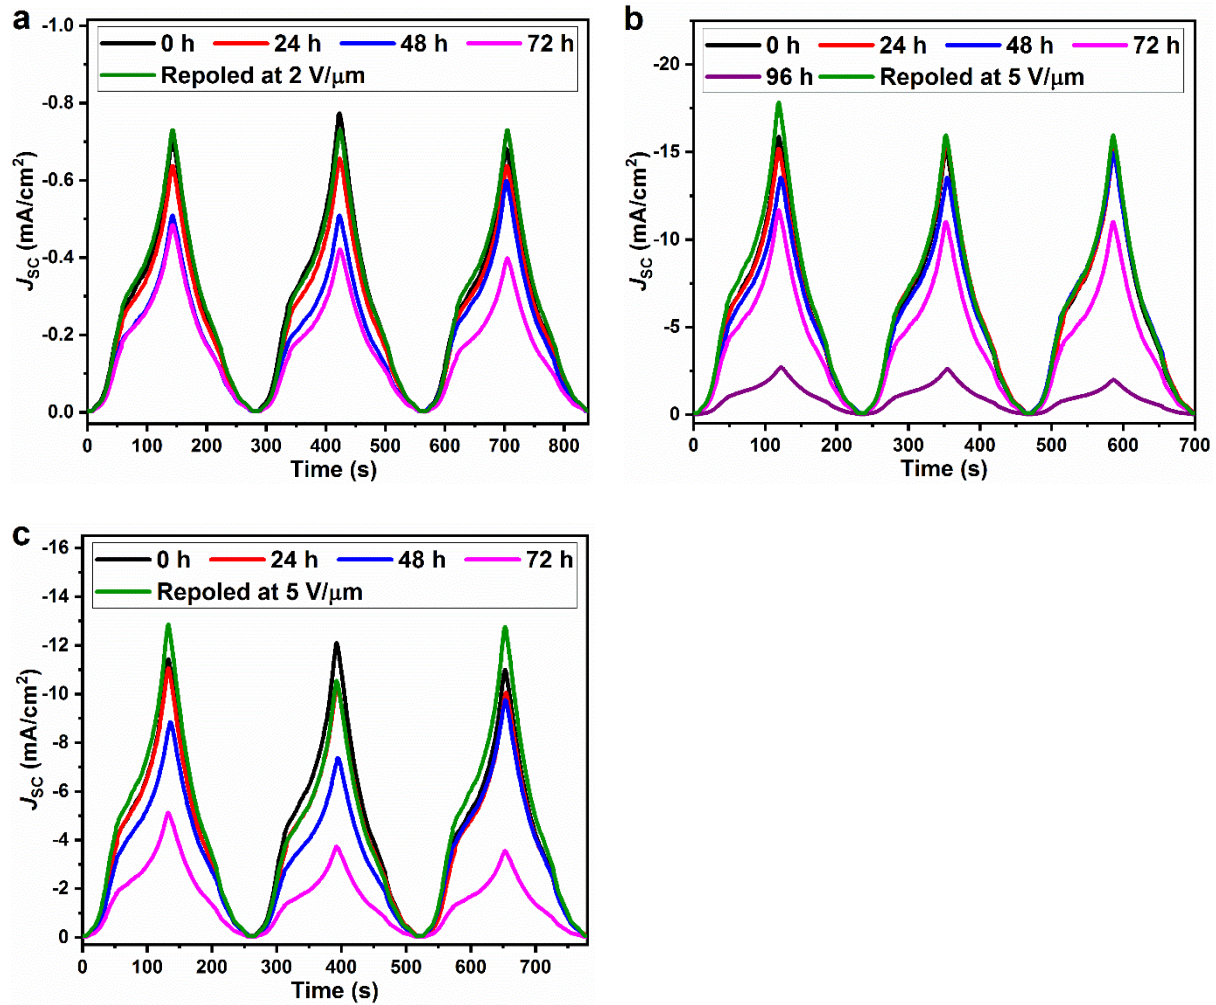 a
-1.0
-0.8
-0.6
-0.4
-0.2
0.0
JSC (mA/cm²)
0 h 24 h 48 h 72 h
Repoled at 2 V/μm
0 100 200 300 400 500 600 700 800
Time (s)
b
-20
-15
-10
-5
0
JSC (mA/cm²)
0 h 24 h 48 h 72 h
96 h Repoled at 5 V/μm
0 100 200 300 400 500 600 700
Time (s)
c
-16
-14
-12
-10
-8
-6
-4
-2
0
JSC (mA/cm²)
0 h 24 h 48 h 72 h
Repoled at 5 V/μm
0 100 200 300 400 500 600 700
Time (s)